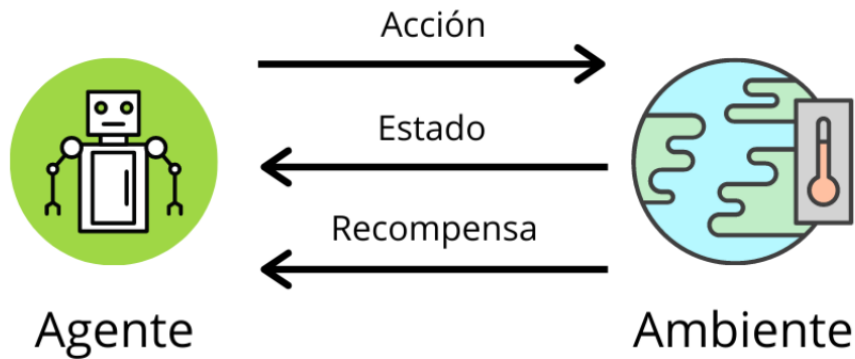 Acción
Estado
Recompensa
Agente
Ambiente